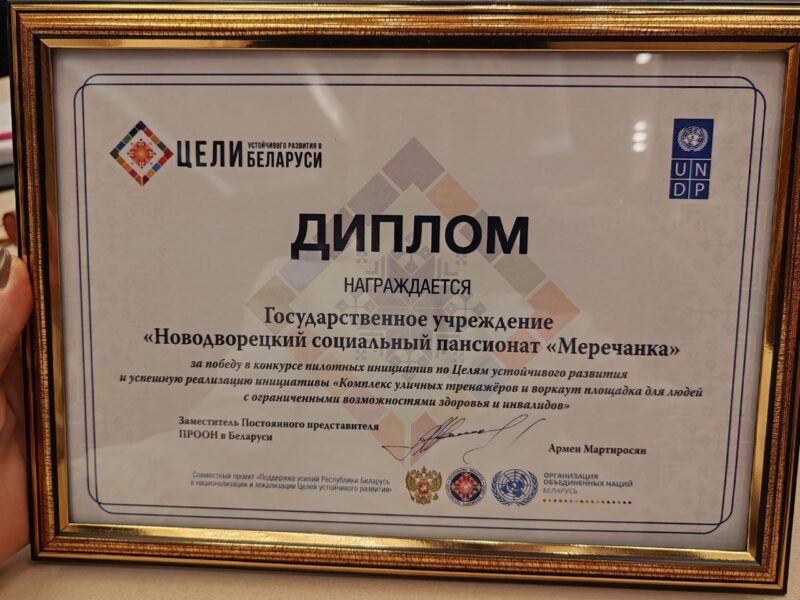 ЦЕЛИ УСТОЙЧИВОГО РАЗВИТИЯ В
БЕЛАРУСИ
U N
D P
ДИПЛОМ
НАГРАЖДАЕТСЯ
Государственное учреждение
«Новодворецкий социальный пансионат «Меречанка»
за победу в конкурсе пилотных инициатив по Целям устойчивого развития
и успешную реализацию инициативы «Комплекс уличных тренажёров и воркаут площадка для людей
с ограниченными возможностями здоровья и инвалидов»
Заместитель Постоянного представителя
ПРООН в Беларуси
Армен Мартиросян
Совместный проект «Поддержка усилий Республики Беларусь
в национализации и локализации Целей устойчивого развития»
ОРГАНИЗАЦИЯ
ОБЪЕДИНЕННЫХ НАЦИЙ
БЕЛАРУСЬ